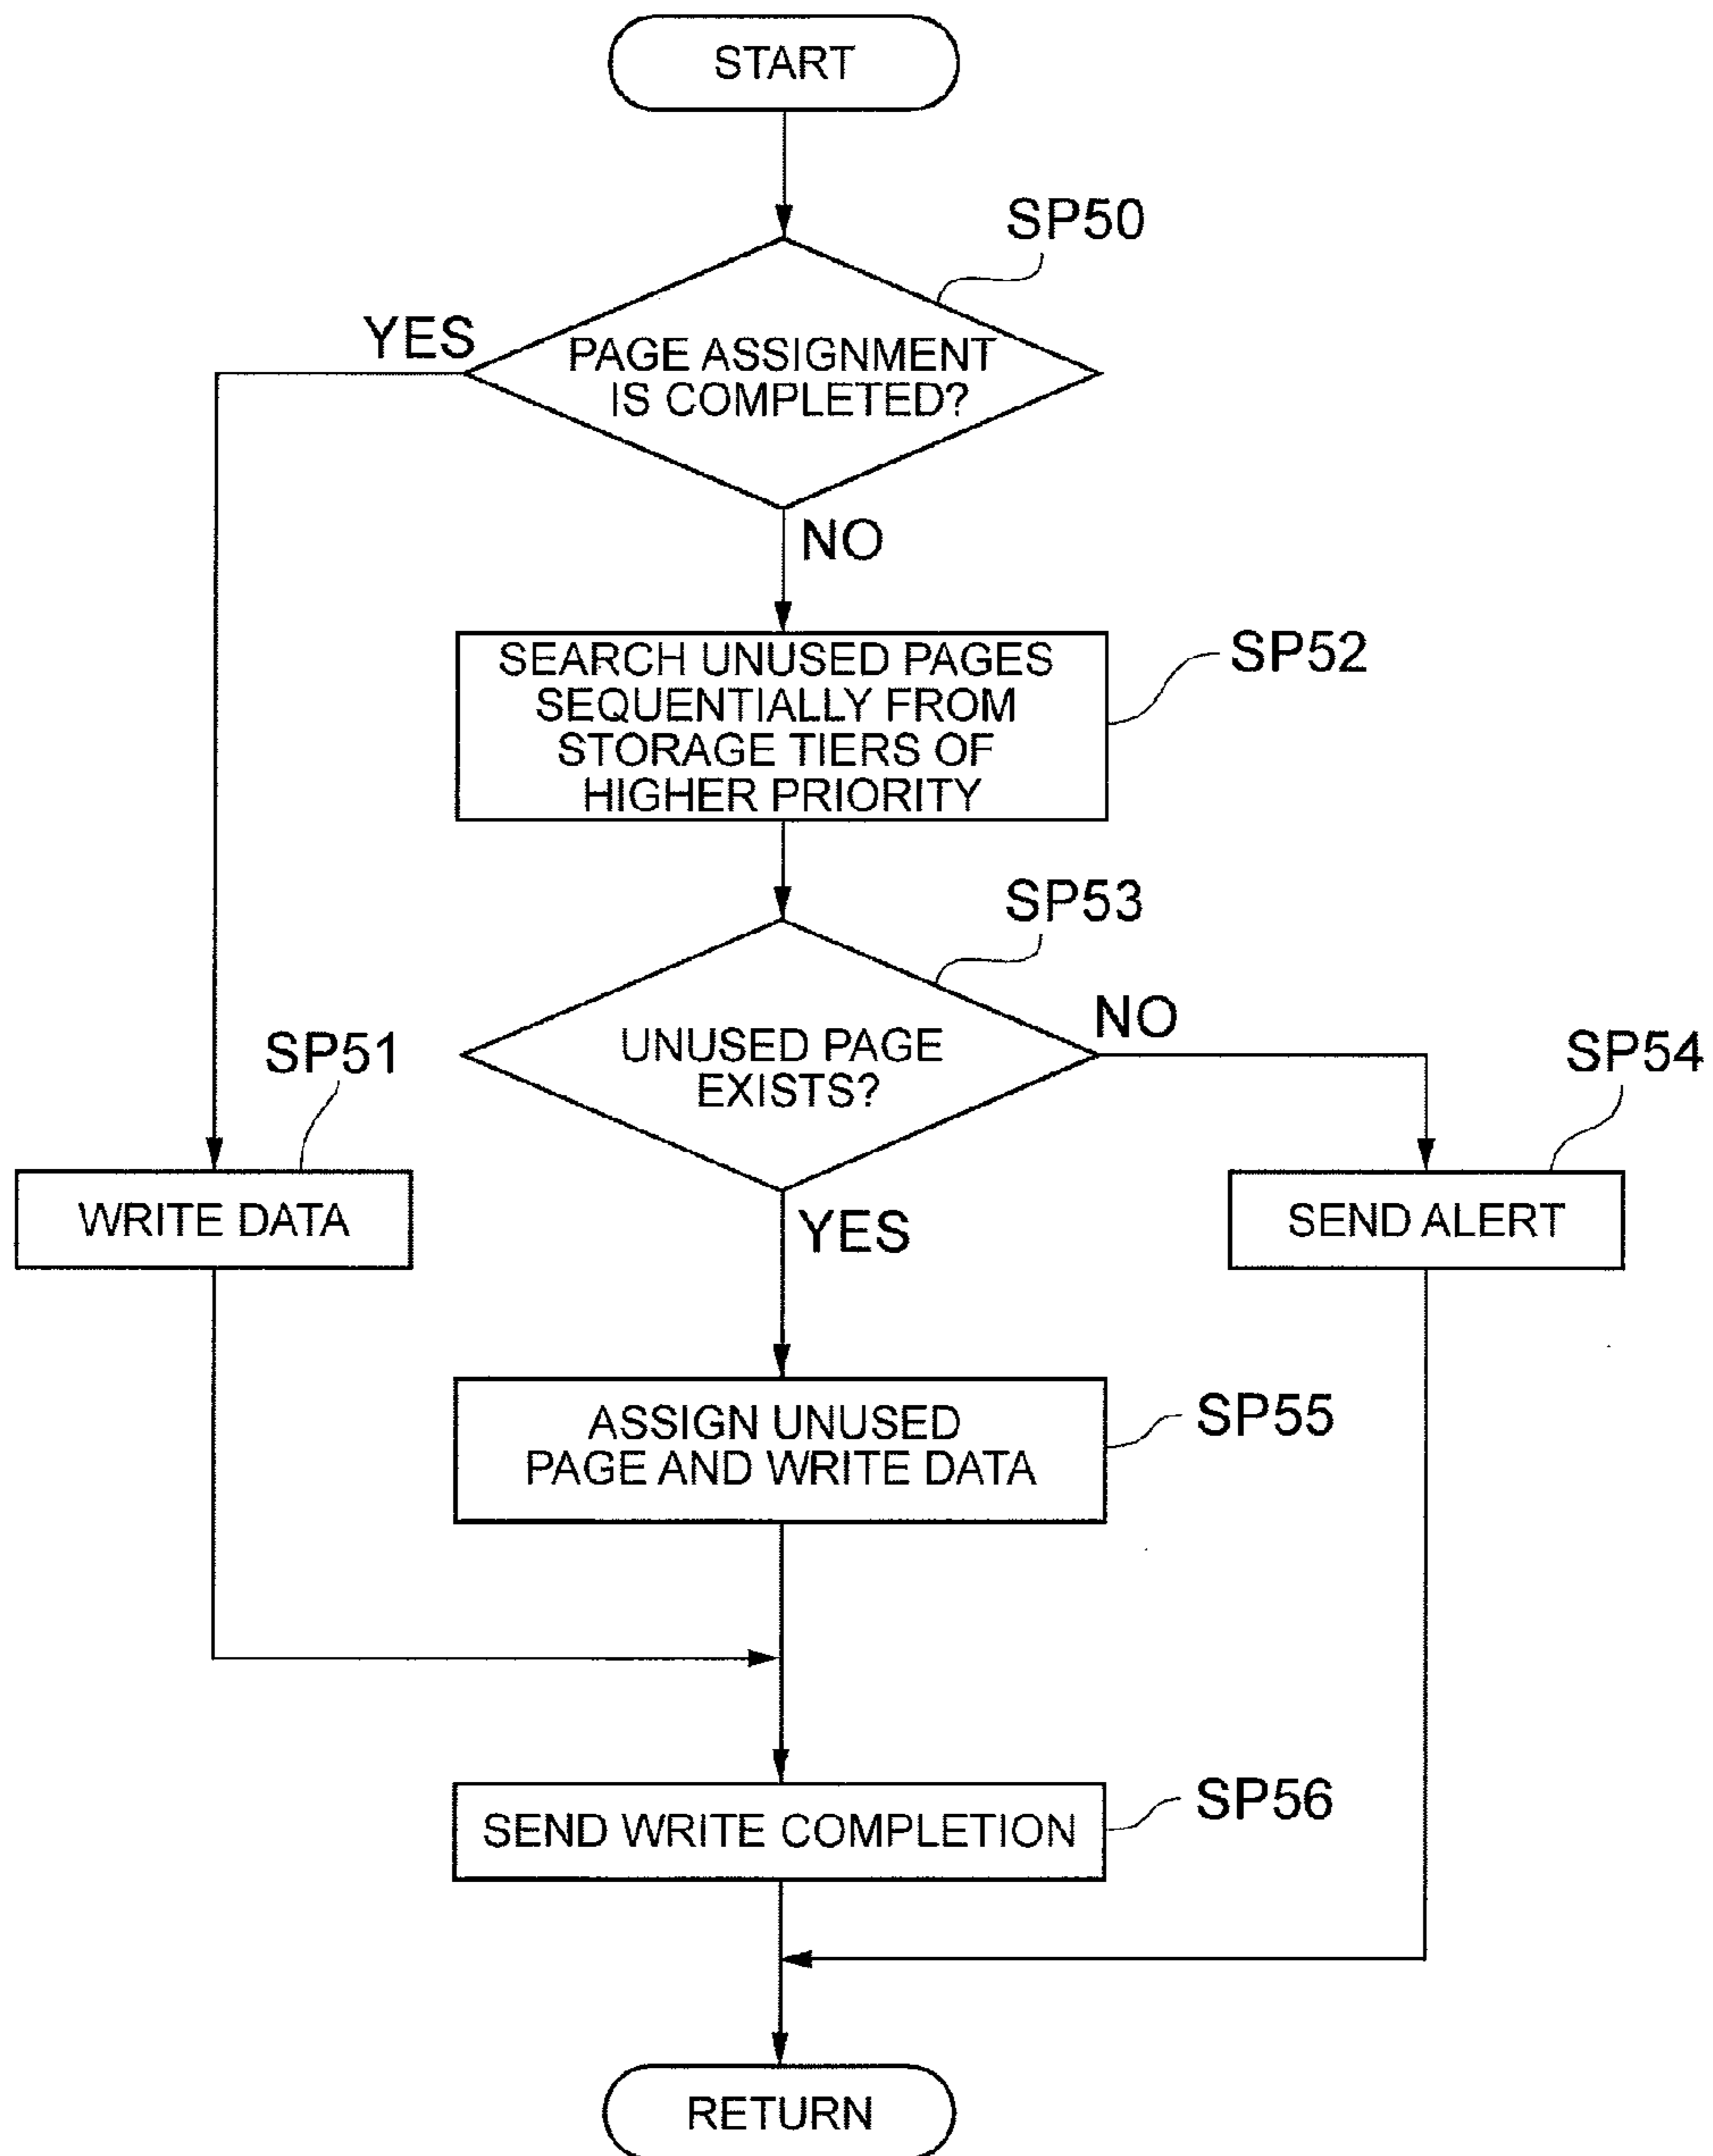 START
SP50
YES
PAGE ASSIGNMENT
IS COMPLETED?
NO
SEARCH UNUSED PAGES
SEQUENTIALLY FROM
STORAGE TIERS OF
HIGHER PRIORITY
SP52
SP53
UNUSED PAGE
EXISTS?
NO
SP51
SP54
WRITE DATA
YES
SEND ALERT
ASSIGN UNUSED
PAGE AND WRITE DATA
SP55
SEND WRITE COMPLETION
SP56
RETURN